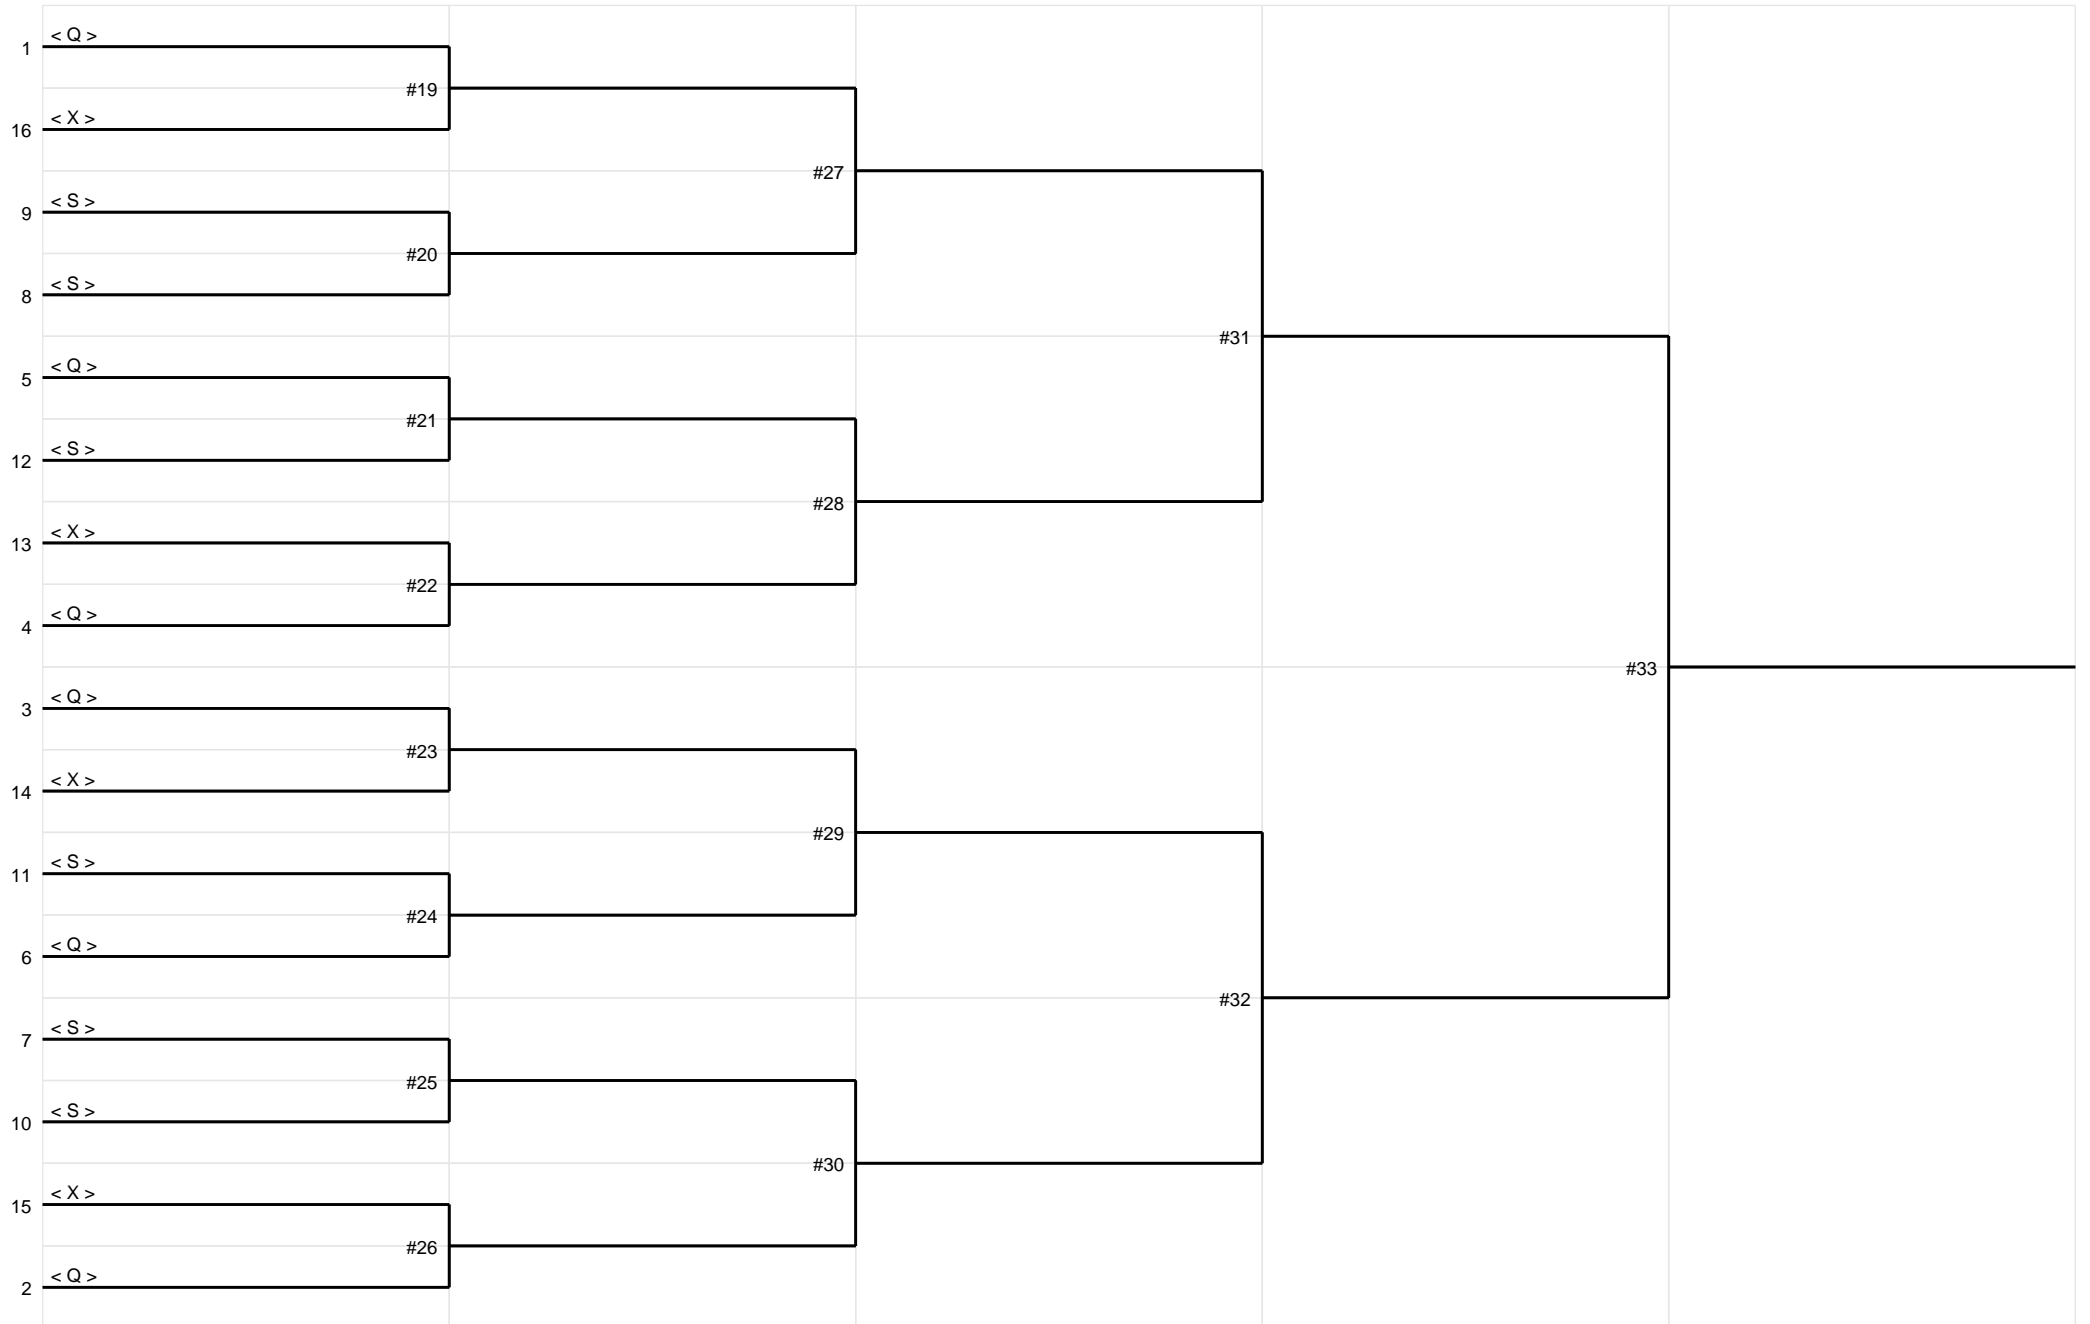 < Q >
1
#19
< X >
16
#27
< S >
9
#20
< S >
8
#31
< Q >
5
#21
< S >
12
#28
< X >
13
#22
< Q >
4
#33
< Q >
3
#23
< X >
14
#29
< S >
11
#24
< Q >
6
#32
< S >
7
#25
< S >
10
#30
< X >
15
#26
< Q >
2